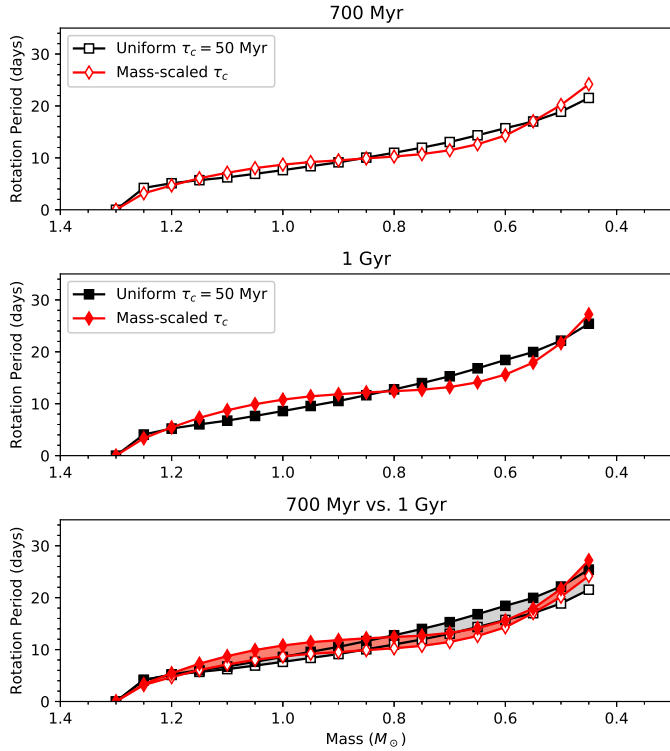 700 Myr
Rotation Period (days)
30
20
10
0
Uniform τc = 50 Myr
Mass-scaled τc
1.4 1.2 1.0 0.8 0.6 0.4
1 Gyr
Rotation Period (days)
30
20
10
0
Uniform τc = 50 Myr
Mass-scaled τc
1.4 1.2 1.0 0.8 0.6 0.4
700 Myr vs. 1 Gyr
Rotation Period (days)
30
20
10
0
1.4 1.2 1.0 0.8 0.6 0.4
Mass (M⊙)